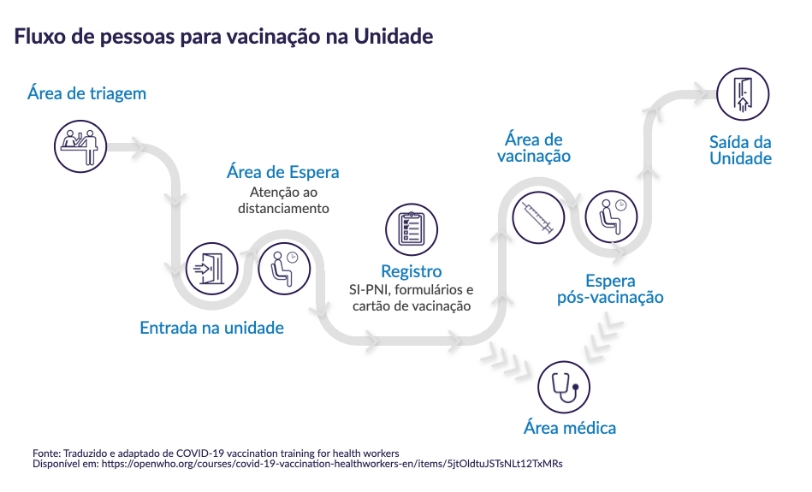 Fluxo de pessoas para vacinação na Unidade
Área de triagem
Entrada na unidade
Área de Espera
Atenção ao
distanciamento
Registro
SI-PNI, formulários e
cartão de vacinação
Área de
vacinação
Espera
pós-vacinação
Área médica
Saída da
Unidade
Fonte: Traduzido e adaptado de COVID-19 vaccination training for health workers
Disponível em: https://openwho.org/courses/covid-19-vaccination-healthworkers-en/items/5jtOldtuJSTsNLt12TxMRs